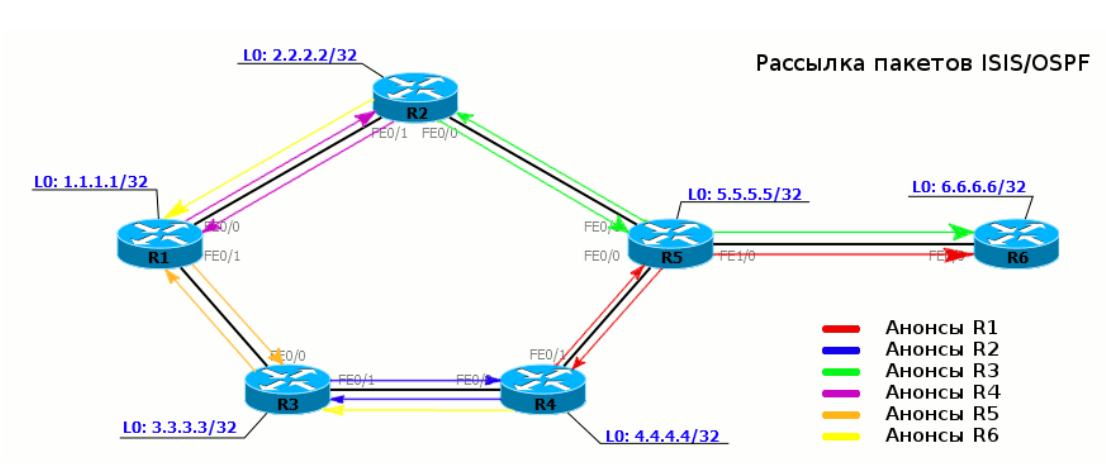 L0: 2.2.2.2/32
Рассылка пакетов ISIS/OSPF
R2
FE0/1 FE0/0
L0: 1.1.1.1/32
L0: 5.5.5.5/32
L0: 6.6.6.6/32
FE0/0
R1
FE0/1
FE0/0
R5
FE1/0
R6
FE0/0
FE0/1
R3
FE0/1
R4
L0: 3.3.3.3/32
L0: 4.4.4.4/32
Анонсы R1
Анонсы R2
Анонсы R3
Анонсы R4
Анонсы R5
Анонсы R6